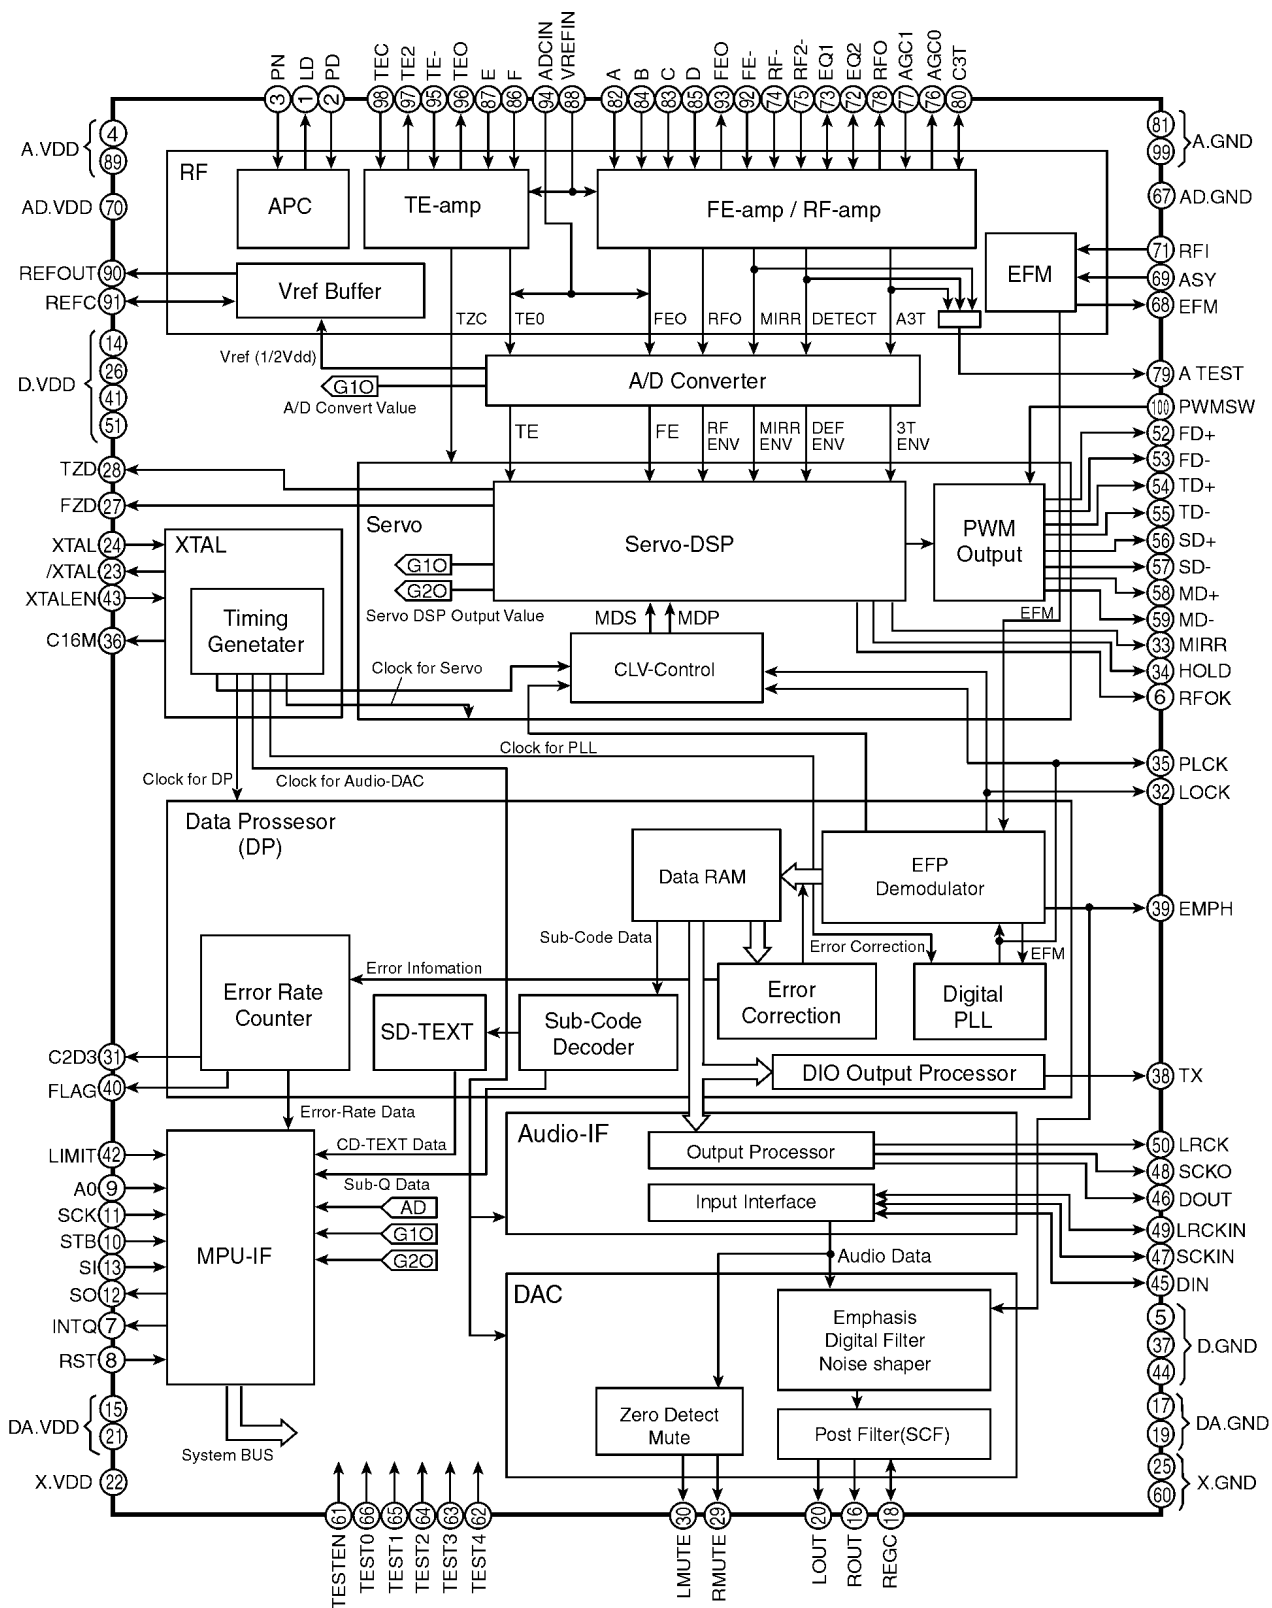 PN LD PD TEC TE2 TE- TEO E F ADCIN VREFIN A B C D FEO FE- RF- RF2- EQ1 EQ2 RFO AGC1 AGC0 C3T
3 1 2 98 97 95 96 87 86 94 88 82 84 83 85 93 92 74 75 73 72 78 77 76 80
A.VDD 4
89
81 A.GND
99
RF
APC
TE-amp
FE-amp / RF-amp
AD.VDD 70
67 AD.GND
EFM
71 RFI
69 ASY
68 EFM
REFOUT 90
REFC 91
Vref Buffer
TZC TE0 FEO RFO MIRR DETECT A3T
D.VDD 14
26
41
51
Vref (1/2Vdd)
G1O
A/D Convert Value
A/D Converter
79 A TEST
100 PWMSW
TE FE RF ENV MIRR ENV DEF ENV 3T ENV
52 FD+
53 FD-
54 TD+
55 TD-
56 SD+
57 SD-
58 MD+
59 MD-
33 MIRR
34 HOLD
6 RFOK
TZD 28
FZD 27
Servo
Servo-DSP
PWM
Output
G1O
G2O
Servo DSP Output Value
MDS MDP
EFM
XTAL 24
/XTAL 23
XTALEN 43
C16M 36
XTAL
Timing
Genetater
Clock for Servo
CLV-Control
Clock for PLL
Clock for DP
Clock for Audio-DAC
35 PLCK
32 LOCK
Data Prossesor
(DP)
Data RAM
EFP
Demodulator
39 EMPH
Sub-Code Data
Error Correction
EFM
Error Infomation
Error Rate
Counter
SD-TEXT
Sub-Code
Decoder
Error
Correction
Digital
PLL
C2D3 31
FLAG 40
DIO Output Processor
38 TX
Error-Rate Data
CD-TEXT Data
Sub-Q Data
LIMIT 42
A0 9
SCK 11
STB 10
SI 13
SO 12
INTQ 7
RST 8
MPU-IF
AD
G1O
G2O
Audio-IF
Output Processor
Input Interface
50 LRCK
48 SCKO
46 DOUT
49 LRCKIN
47 SCKIN
45 DIN
Audio Data
DAC
Emphasis
Digital Filter
Noise shaper
Zero Detect
Mute
Post Filter(SCF)
5
37 D.GND
44
17
19 DA.GND
25
60 X.GND
DA.VDD 15
21
X.VDD 22
System BUS
61 66 65 64 63 62 30 29 20 16 18
TESTEN TEST0 TEST1 TEST2 TEST3 TEST4 LMUTE RMUTE LOUT ROUT REGC